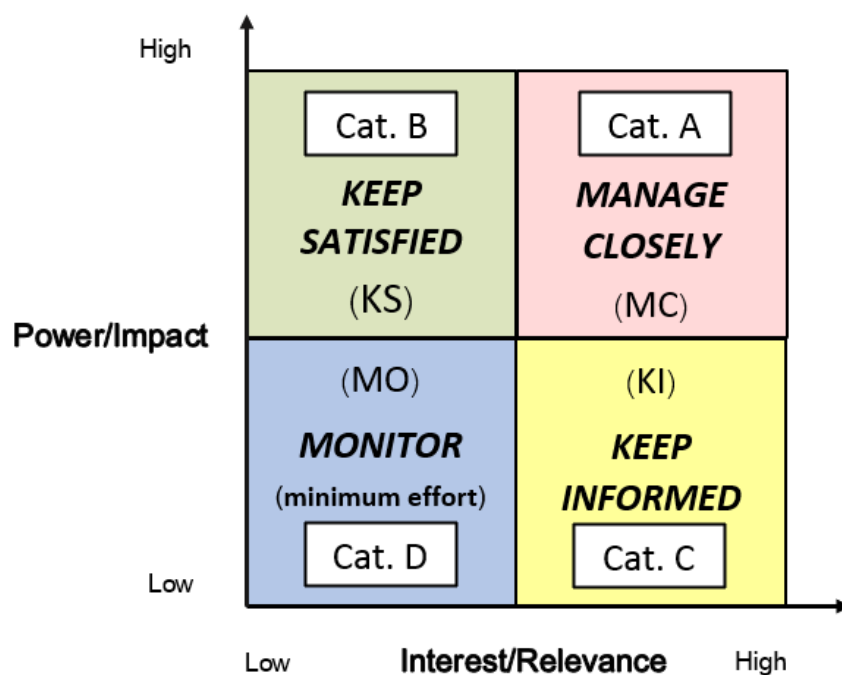 High
Cat. B
Cat. A
KEEP
SATISFIED
(KS)
MANAGE
CLOSELY
(MC)
Power/Impact
(MO)
MONITOR
(minimum effort)
Cat. D
(KI)
KEEP
INFORMED
Cat. C
Low
Low
Interest/Relevance
High